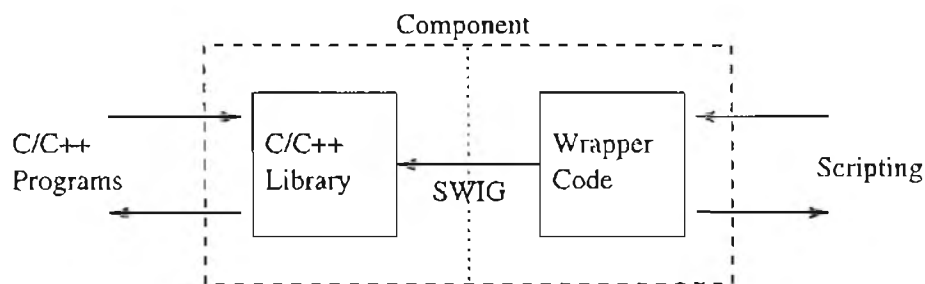 Component
C/C++
Programs
C/C++
Library
SWIG
Wrapper
Code
Scripting